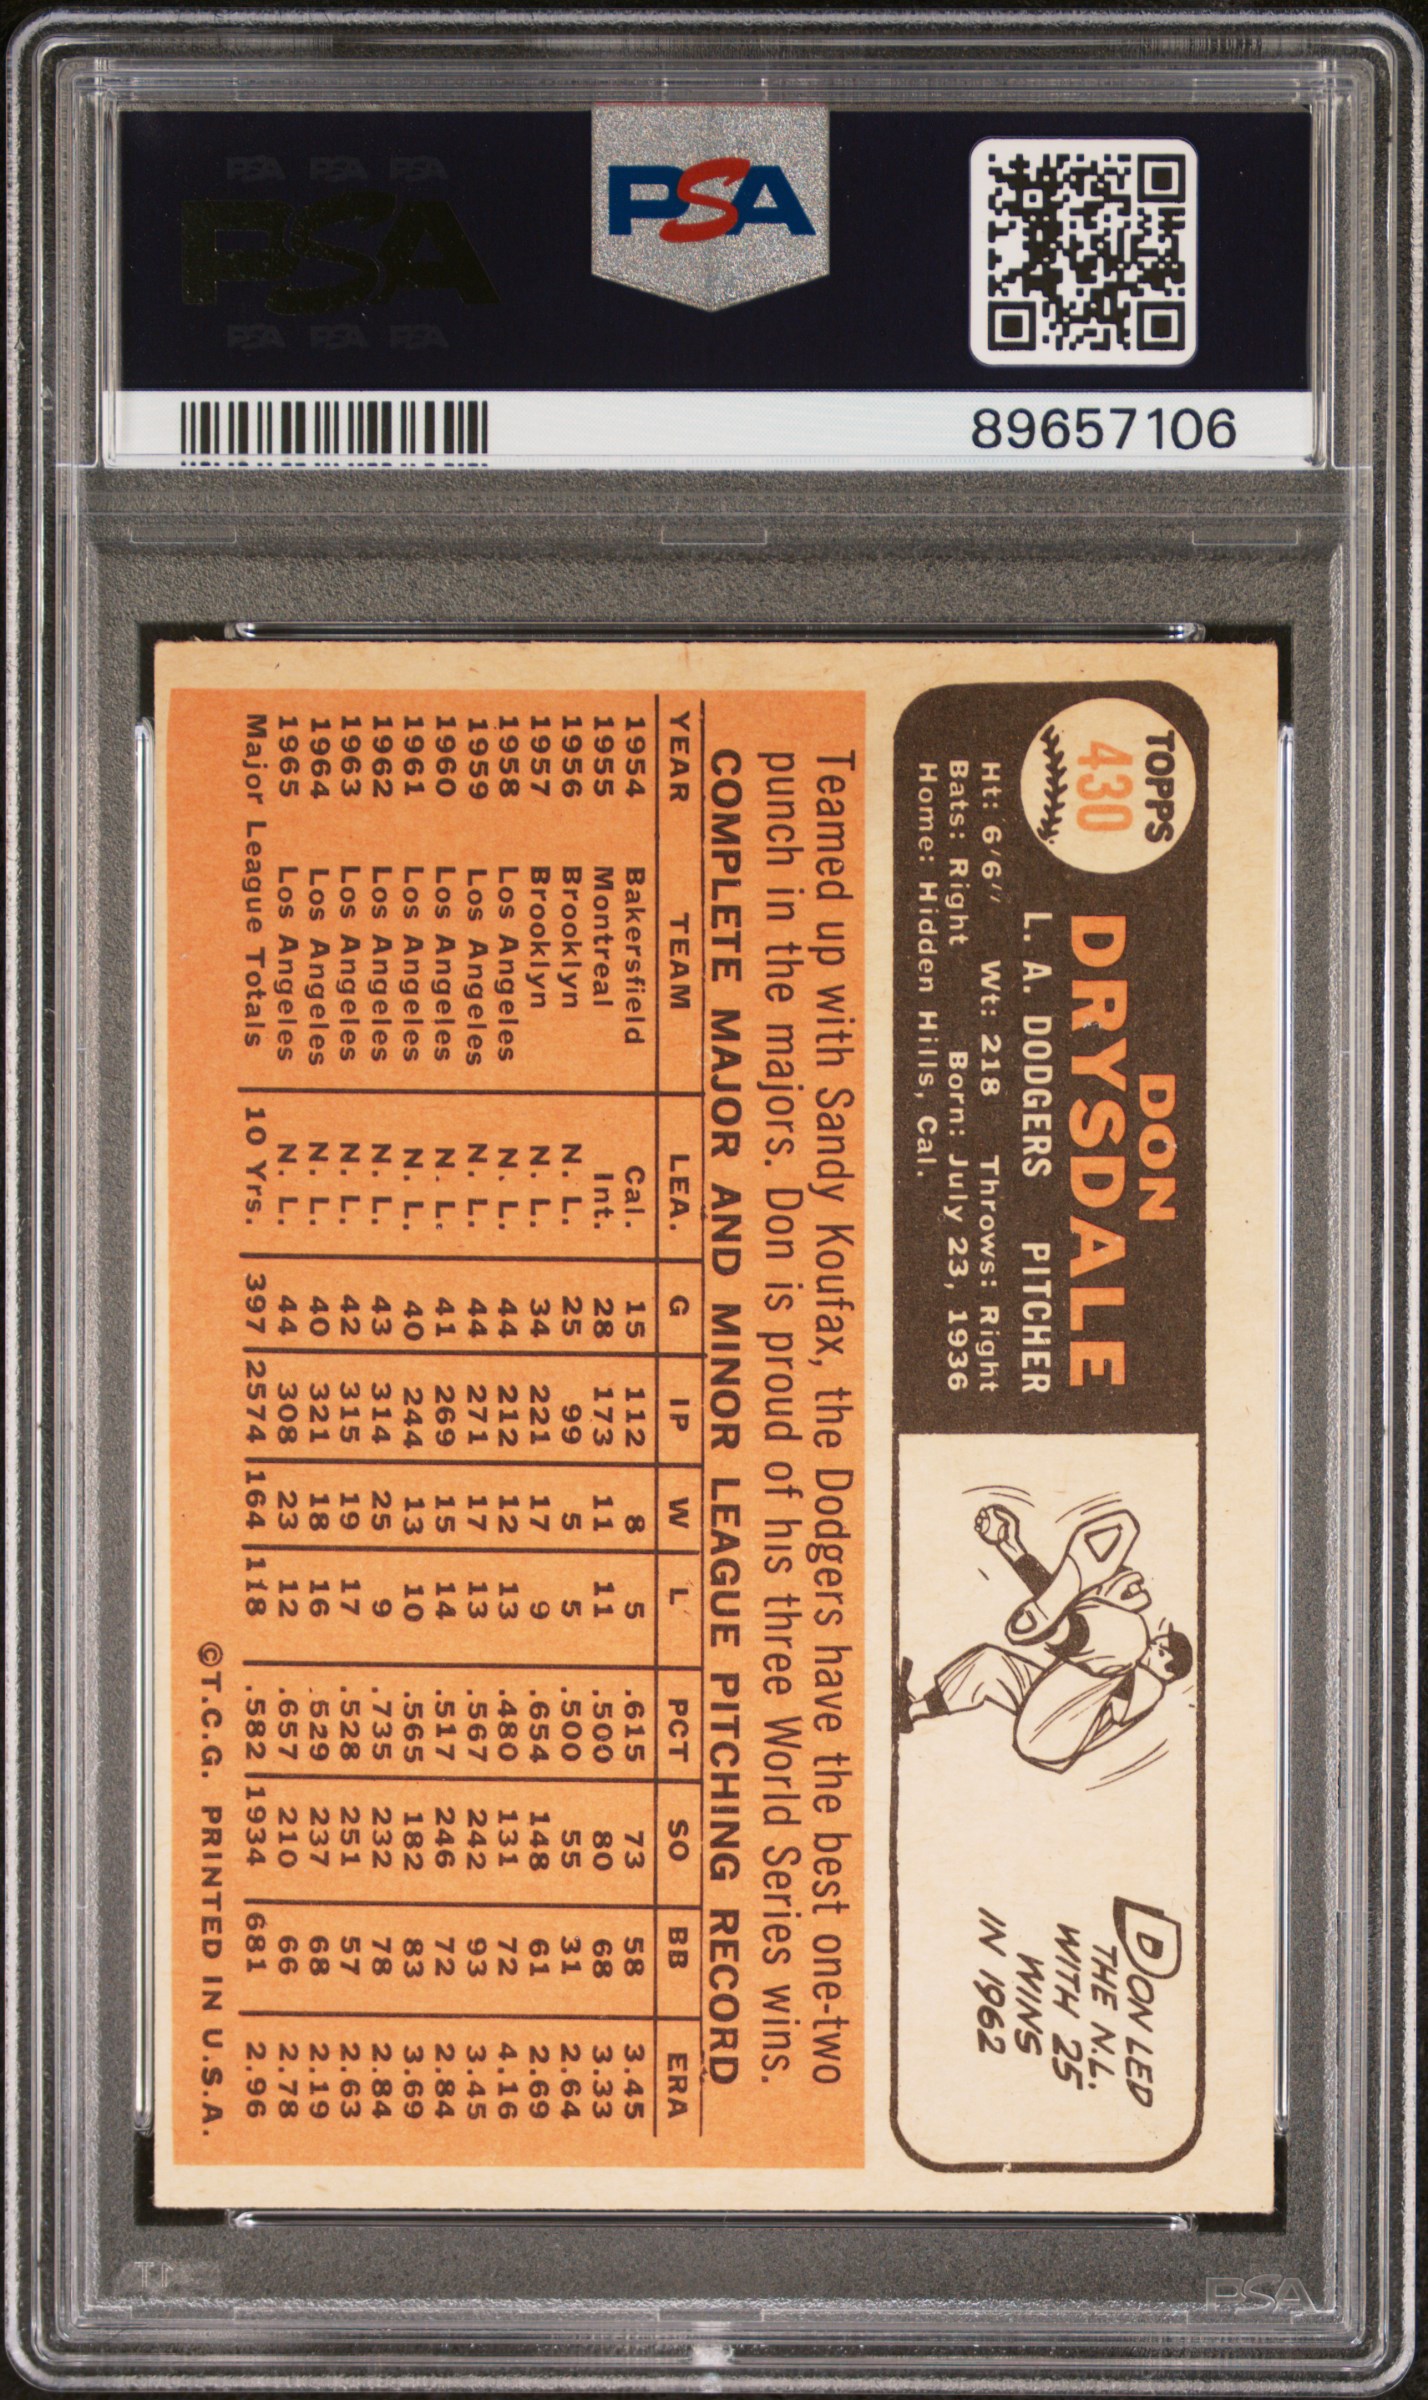 PSA PSA PSA
PSA
PSA PSA PSA
PSA
89657106
TOPPS
430
DON
DRYSDALE
L. A. DODGERS PITCHER
Ht: 6'6" Wt: 218 Throws: Right
Bats: Right Born: July 23, 1936
Home: Hidden Hills, Cal.
DON LED
THE N.L.
WITH 25
WINS
IN 1962
Teamed up with Sandy Koufax, the Dodgers have the best one-two
punch in the majors. Don is proud of his three World Series wins.
COMPLETE MAJOR AND MINOR LEAGUE PITCHING RECORD
YEAR TEAM LEA. G IP W L PCT SO BB ERA
1954 Bakersfield Cal. 15 112 8 5 .615 73 58 3.45
1955 Montreal Int. 28 173 11 11 .500 80 68 3.33
1956 Brooklyn N. L. 25 99 5 5 .500 55 31 2.64
1957 Brooklyn N. L. 34 221 17 9 .654 148 61 2.69
1958 Los Angeles N. L. 44 212 12 13 .480 131 72 4.16
1959 Los Angeles N. L. 44 271 17 13 .567 242 93 3.45
1960 Los Angeles N. L. 41 269 15 14 .517 246 72 2.84
1961 Los Angeles N. L. 40 244 13 10 .565 182 83 3.69
1962 Los Angeles N. L. 43 314 25 9 .735 232 78 2.84
1963 Los Angeles N. L. 42 315 19 17 .528 251 57 2.63
1964 Los Angeles N. L. 40 321 18 16 .529 237 68 2.19
1965 Los Angeles N. L. 44 308 23 12 .657 210 66 2.78
Major League Totals 10 Yrs. 397 2574 164 118 .582 1934 681 2.96
©T.C.G. PRINTED IN U.S.A.
PSA